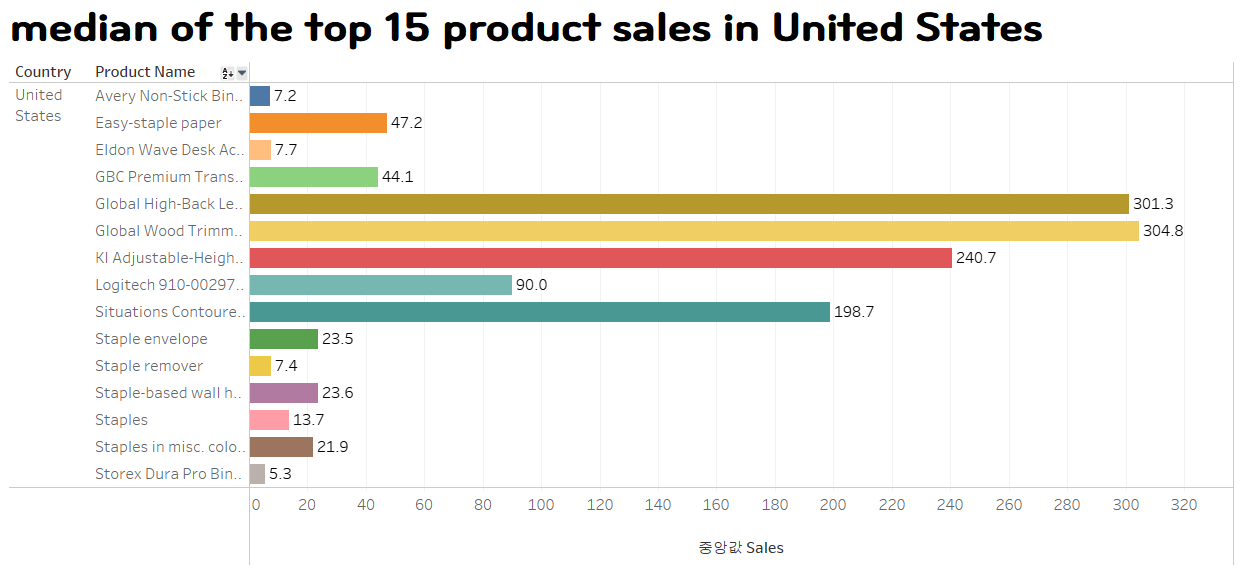 median of the top 15 product sales in United States
Country Product Name
United States
Avery Non-Stick Bin.. 7.2
Easy-staple paper 47.2
Eldon Wave Desk Ac.. 7.7
GBC Premium Trans.. 44.1
Global High-Back Le.. 301.3
Global Wood Trimm.. 304.8
KI Adjustable-Heigh.. 240.7
Logitech 910-00297.. 90.0
Situations Contoure.. 198.7
Staple envelope 23.5
Staple remover 7.4
Staple-based wall h.. 23.6
Staples 13.7
Staples in misc. colo.. 21.9
Storex Dura Pro Bin.. 5.3
0 20 40 60 80 100 120 140 160 180 200 220 240 260 280 300 320
중앙값 Sales